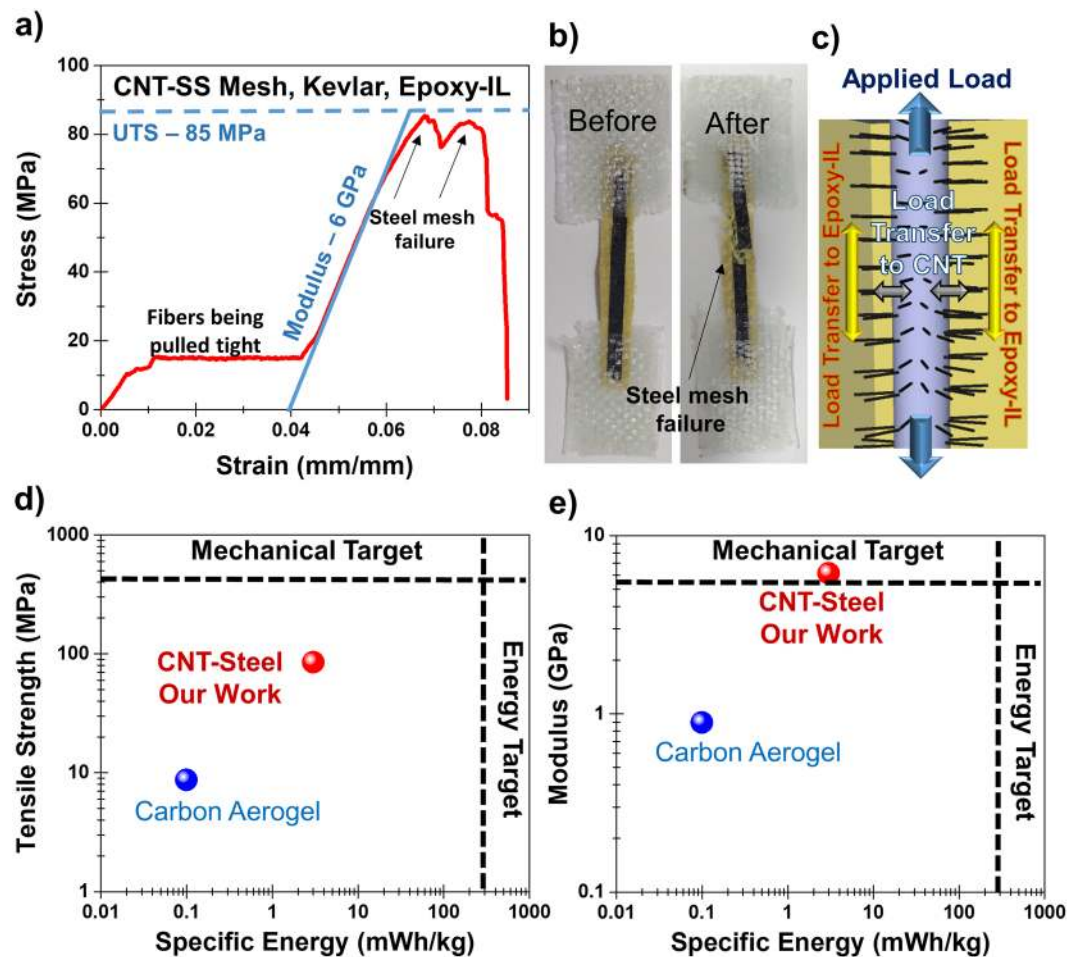 a)
CNT-SS Mesh, Kevlar, Epoxy-IL
UTS – 85 MPa
Modulus – 6 GPa
Steel mesh
failure
Fibers being
pulled tight
100
80
60
40
20
0
0.00
0.02
0.04
0.06
0.08
Stress (MPa)
Strain (mm/mm)
b)
Before
After
Steel mesh
failure
c)
Applied Load
Load Transfer to Epoxy-IL
Load
Transfer
to CNT
Load Transfer to Epoxy-IL
d)
Mechanical Target
CNT-Steel
Our Work
Carbon Aerogel
Energy Target
1000
100
10
1
0.01
0.1
1
10
100
1000
Tensile Strength (MPa)
Specific Energy (mWh/kg)
e)
Mechanical Target
CNT-Steel
Our Work
Carbon Aerogel
Energy Target
10
1
0.1
0.01
0.1
1
10
100
1000
Modulus (GPa)
Specific Energy (mWh/kg)